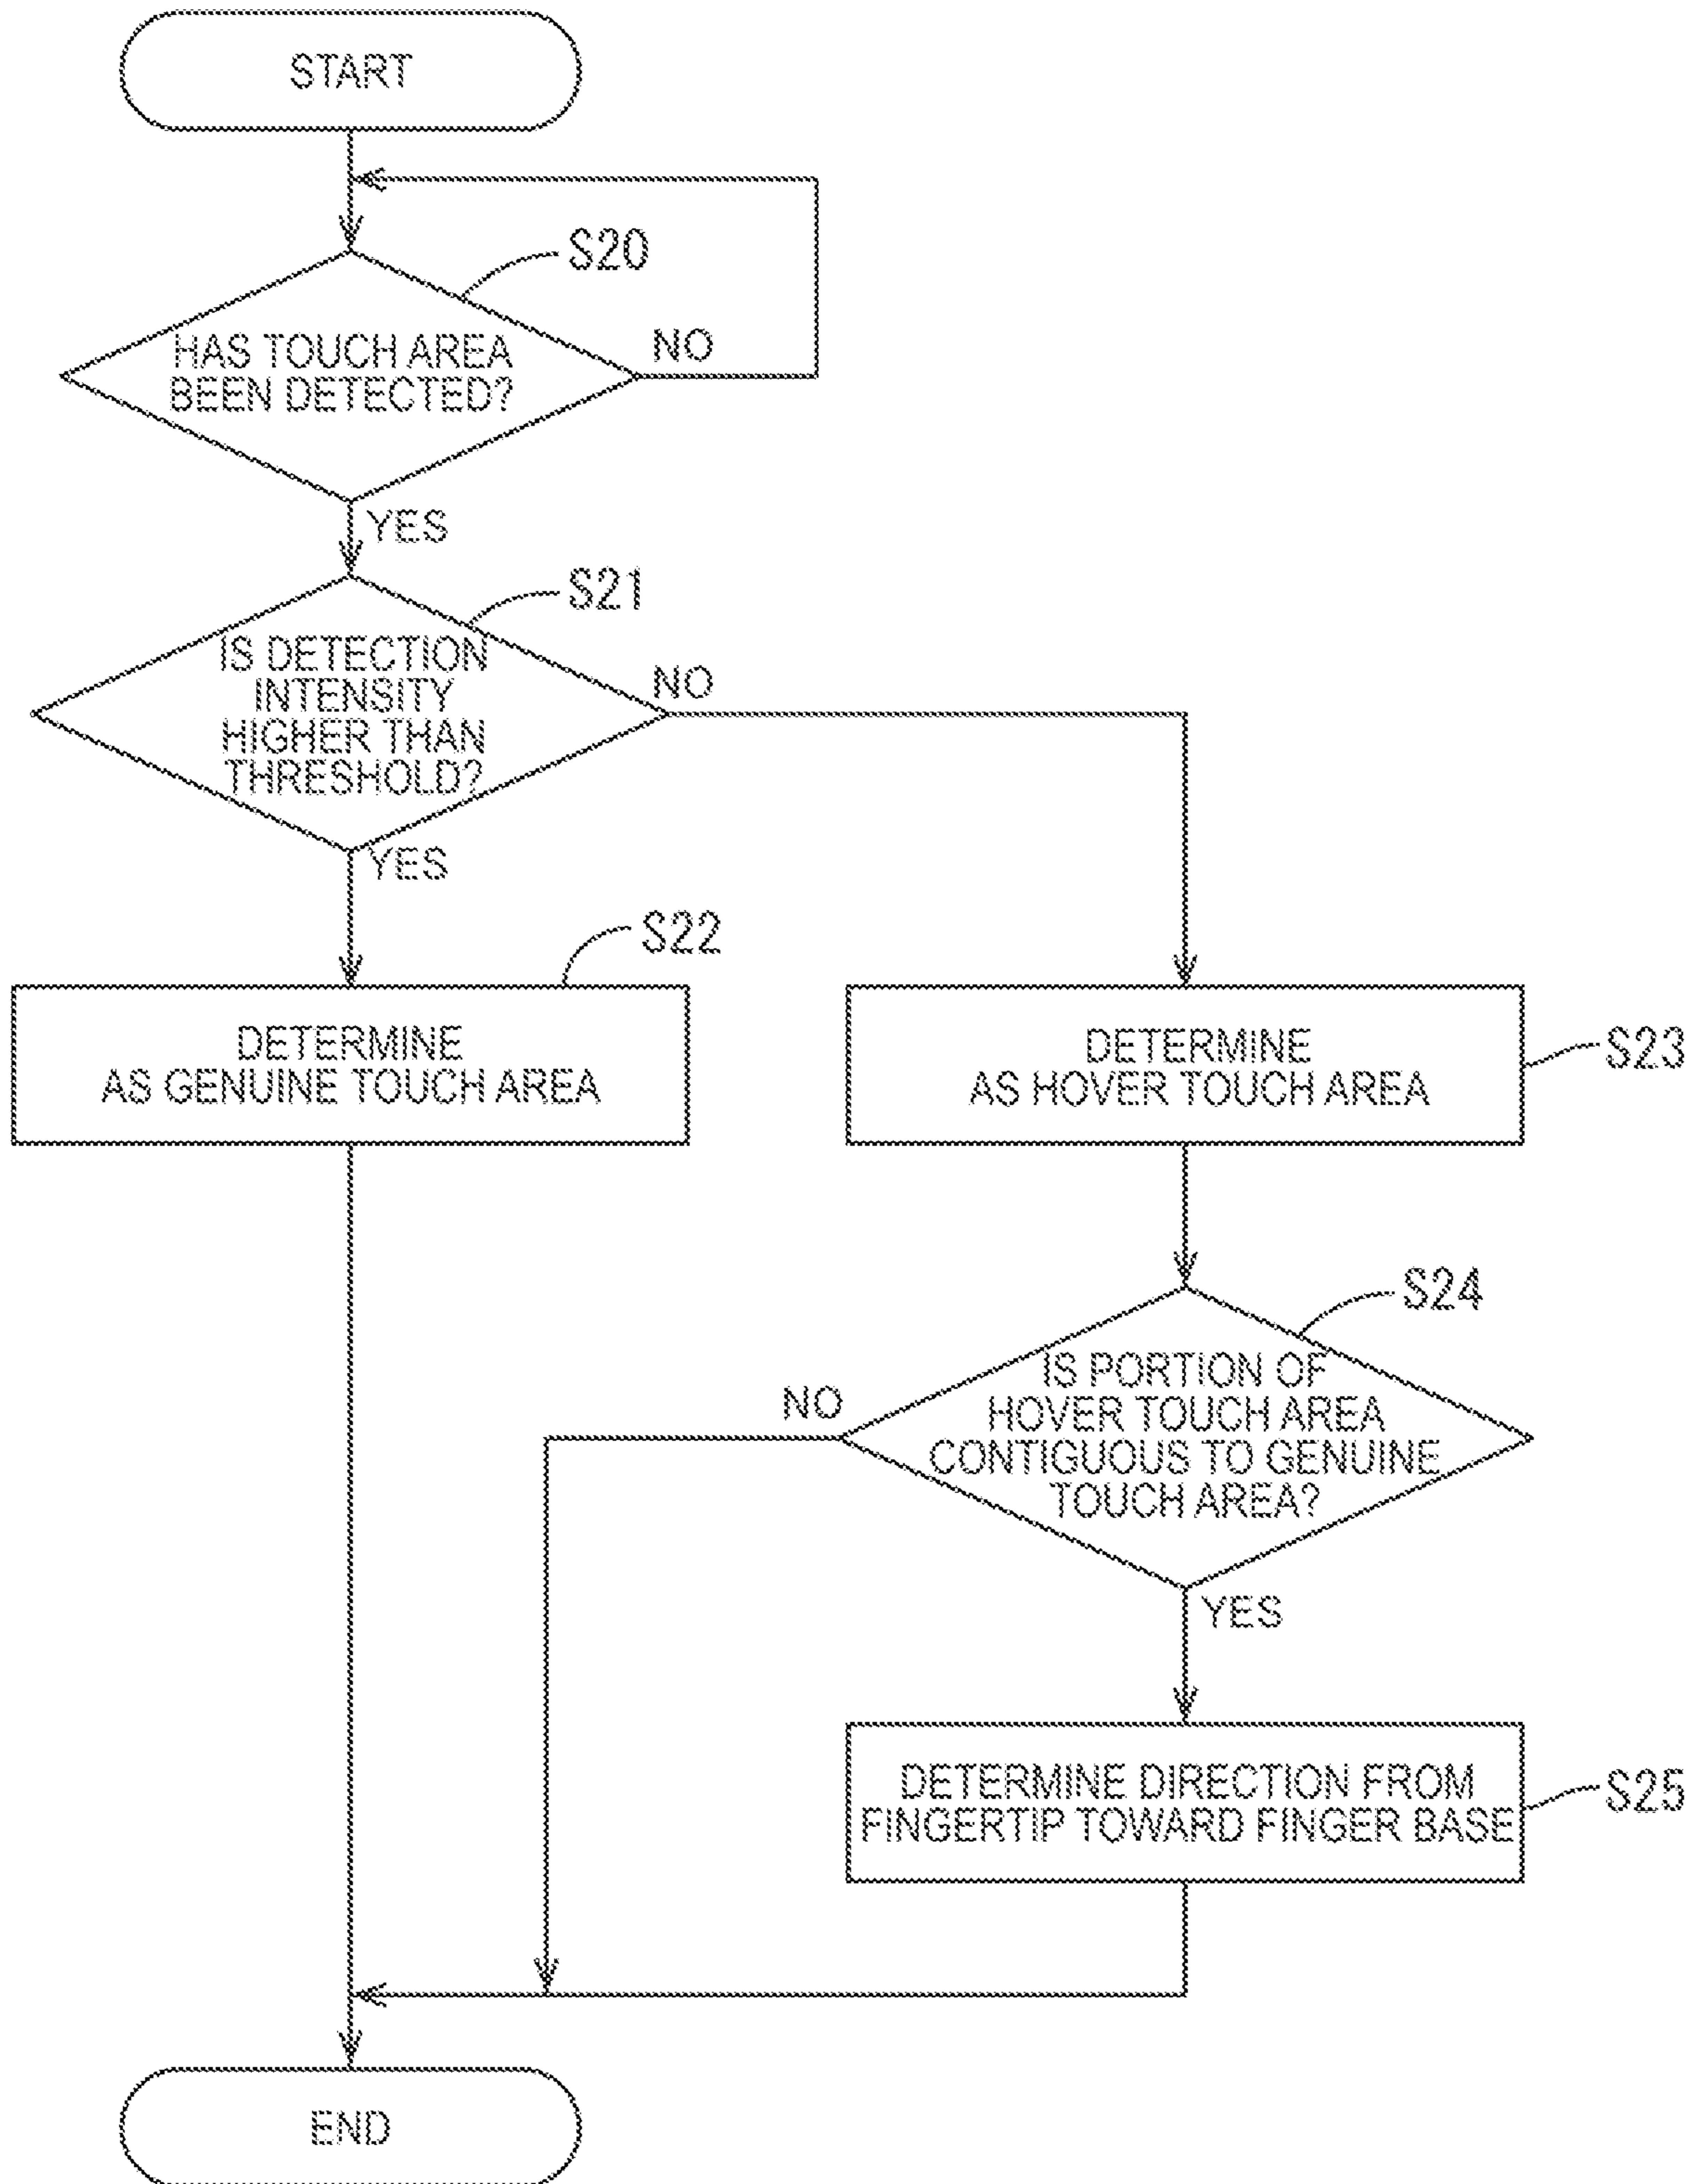 START
S20
HAS TOUCH AREA
BEEN DETECTED?
NO
YES
S21
IS DETECTION
INTENSITY
HIGHER THAN
THRESHOLD?
NO
YES
S22
DETERMINE
AS GENUINE TOUCH AREA
DETERMINE
AS HOVER TOUCH AREA
S23
S24
IS PORTION OF
HOVER TOUCH AREA
CONTIGUOUS TO GENUINE
TOUCH AREA?
NO
YES
DETERMINE DIRECTION FROM
FINGERTIP TOWARD FINGER BASE
S25
END